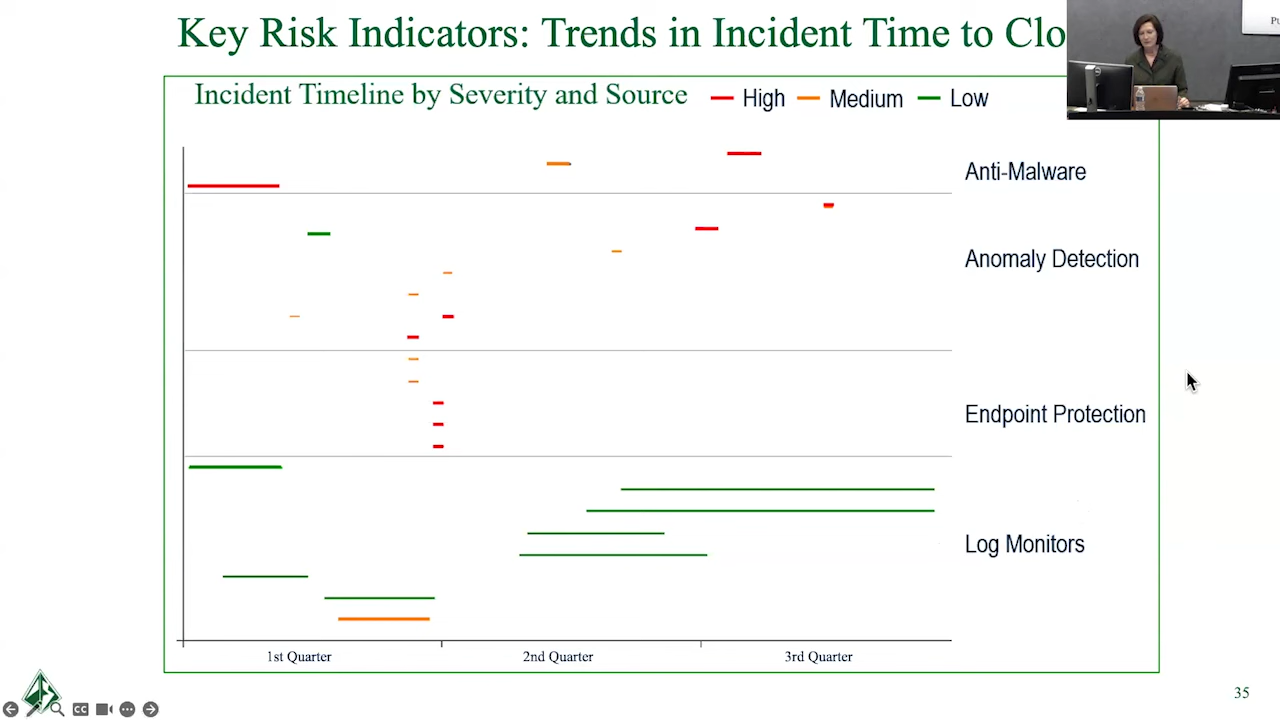 Key Risk Indicators: Trends in Incident Time to Clo
Incident Timeline by Severity and Source
High Medium Low
Anti-Malware
Anomaly Detection
Endpoint Protection
Log Monitors
1st Quarter 2nd Quarter 3rd Quarter
35
CC